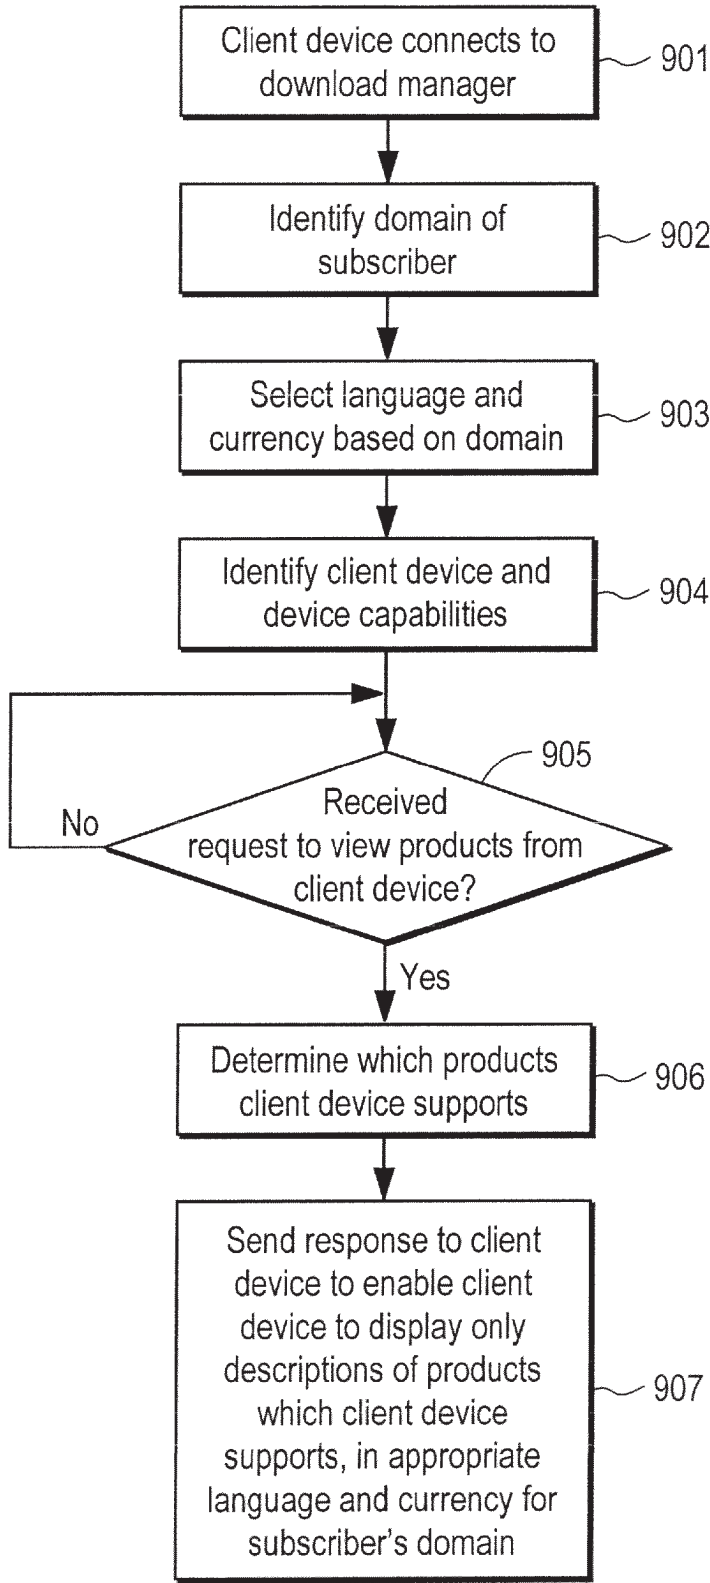 Client device connects to
download manager
901
Identify domain of
subscriber
902
Select language and
currency based on domain
903
Identify client device and
device capabilities
904
905
Received
request to view products from
client device?
No
Yes
Determine which products
client device supports
906
Send response to client
device to enable client
device to display only
descriptions of products
which client device
supports, in appropriate
language and currency for
subscriber's domain
907